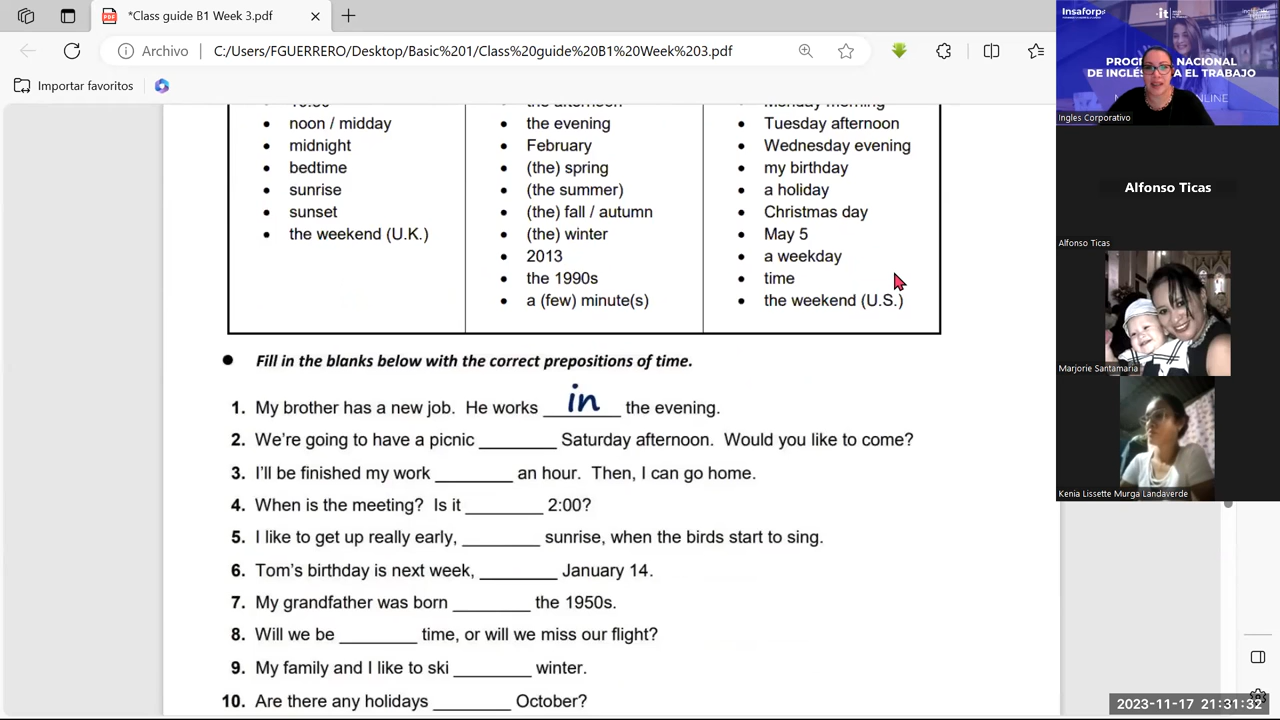 *Class guide B1 Week 3.pdf
Archivo
C:/Users/FGUERRERO/Desktop/Basic%201/Class%20guide%20B1%20Week%203.pdf
Importar favoritos
the afternoon
Monday morning
noon / midday
the evening
Tuesday afternoon
midnight
February
Wednesday evening
bedtime
(the) spring
my birthday
sunrise
(the summer)
a holiday
sunset
(the) fall / autumn
Christmas day
the weekend (U.K.)
(the) winter
May 5
2013
a weekday
the 1990s
time
a (few) minute(s)
the weekend (U.S.)
Fill in the blanks below with the correct prepositions of time.
1. My brother has a new job. He works in the evening.
2. We're going to have a picnic ________ Saturday afternoon. Would you like to come?
3. I'll be finished my work ________ an hour. Then, I can go home.
4. When is the meeting? Is it ________ 2:00?
5. I like to get up really early, ________ sunrise, when the birds start to sing.
6. Tom's birthday is next week, ________ January 14.
7. My grandfather was born ________ the 1950s.
8. Will we be ________ time, or will we miss our flight?
9. My family and I like to ski ________ winter.
10. Are there any holidays ________ October?
Insaforp
it
NACIONAL
A EL TRABAJO
Ingles Corporativo
Alfonso Ticas
Alfonso Ticas
Marjorie Santamaria
Kenia Lissette Murga Landaverde
2023-11-17 21:31:32